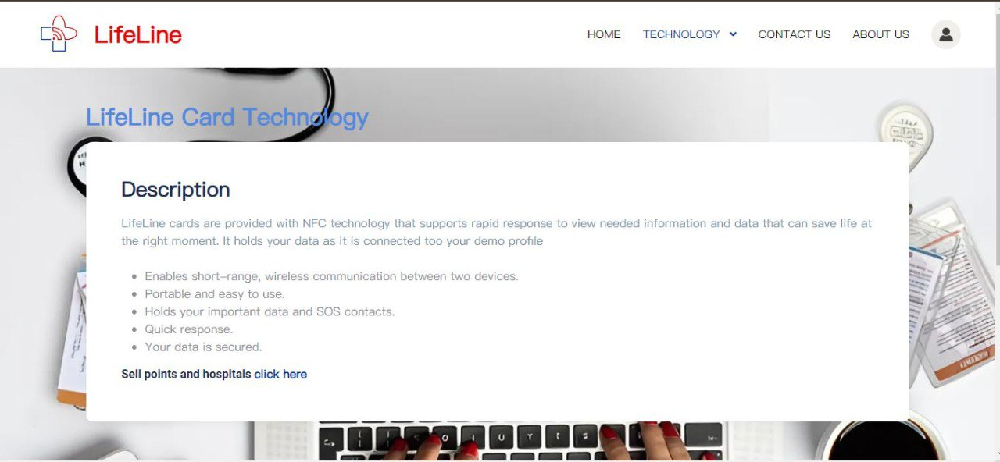 LifeLine
HOME
TECHNOLOGY
CONTACT US
ABOUT US
LifeLine Card Technology
Description
LifeLine cards are provided with NFC technology that supports rapid response to view needed information and data that can save life at
the right moment. It holds your data as it is connected too your demo profile
Enables short-range, wireless communication between two devices.
Portable and easy to use.
Holds your important data and SOS contacts.
Quick response.
Your data is secured.
Sell points and hospitals click here